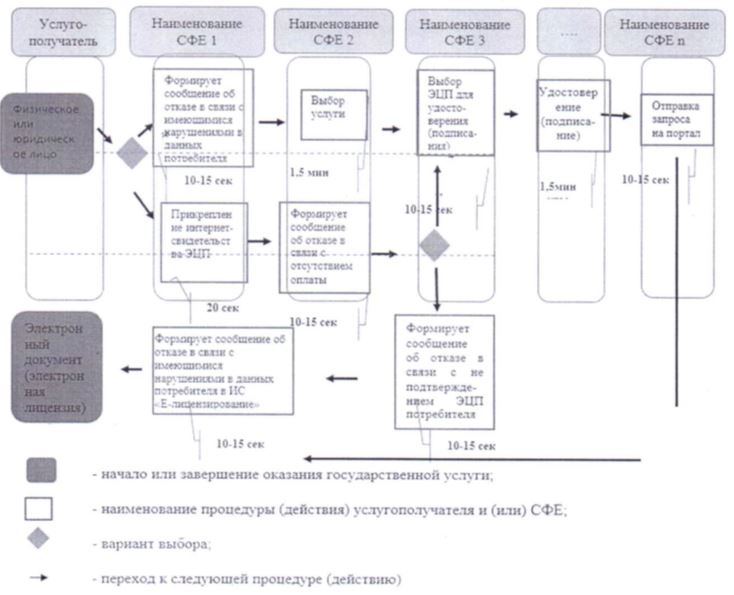 Услуго-
получатель
Наименование
СФЕ 1
Наименование
СФЕ 2
Наименование
СФЕ 3
....
Наименование
СФЕ n
Физическое
или
юридическ
ое лицо
Формирует
сообщение об
отказе в связи с
имеющимися
нарушениями в
данных
потребителя
10-15 сек
Выбор
услуги
1.5 мин
Выбор
ЭЦП для
удосто-
верения
(подписа-
ния)
10-15 сек
Удостовер
ение
(подписа-
ние)
1,5мин
Отправка
запроса
на портал
10-15 сек
Прикреплен
ие интернет-
свидетельст
ва ЭЦП
20 сек
Формирует
сообщение
об отказе в
связи с
отсутствием
оплаты
10-15 сек
Электрон
ный
документ
(электрон
ная
лицензия)
Формирует сообщение об
отказе в связи с
имеющимися
нарушениями в данных
потребителя в ИС
«Е-лицензирование»
10-15 сек
Формирует
сообщение
об отказе в
связи с не
подтвержде-
нием ЭЦП
потребителя
10-15 сек
- начало или завершение оказания государственной услуги;
- наименование процедуры (действия) услугополучателя и (или) СФЕ;
- вариант выбора;
- переход к следующей процедуре (действию)